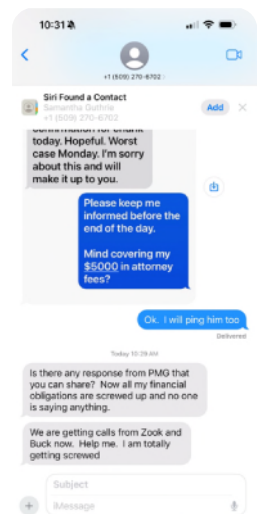 10:31
+1 (509) 270-6702
Siri Found a Contact
Samantha Guthrie
+1 (509) 270-6702
Add
confirmation for
today. Hopeful. Worst
case Monday. I'm sorry
about this and will
make it up to you.
Please keep me
informed before the
end of the day.
Mind covering my
$5000 in attorney
fees?
Ok. I will ping him too
Delivered
Today 10:29 AM
Is there any response from PMG that
you can share? Now all my financial
obligations are screwed up and no one
is saying anything.
We are getting calls from Zook and
Buck now. Help me. I am totally
getting screwed
Subject
iMessage